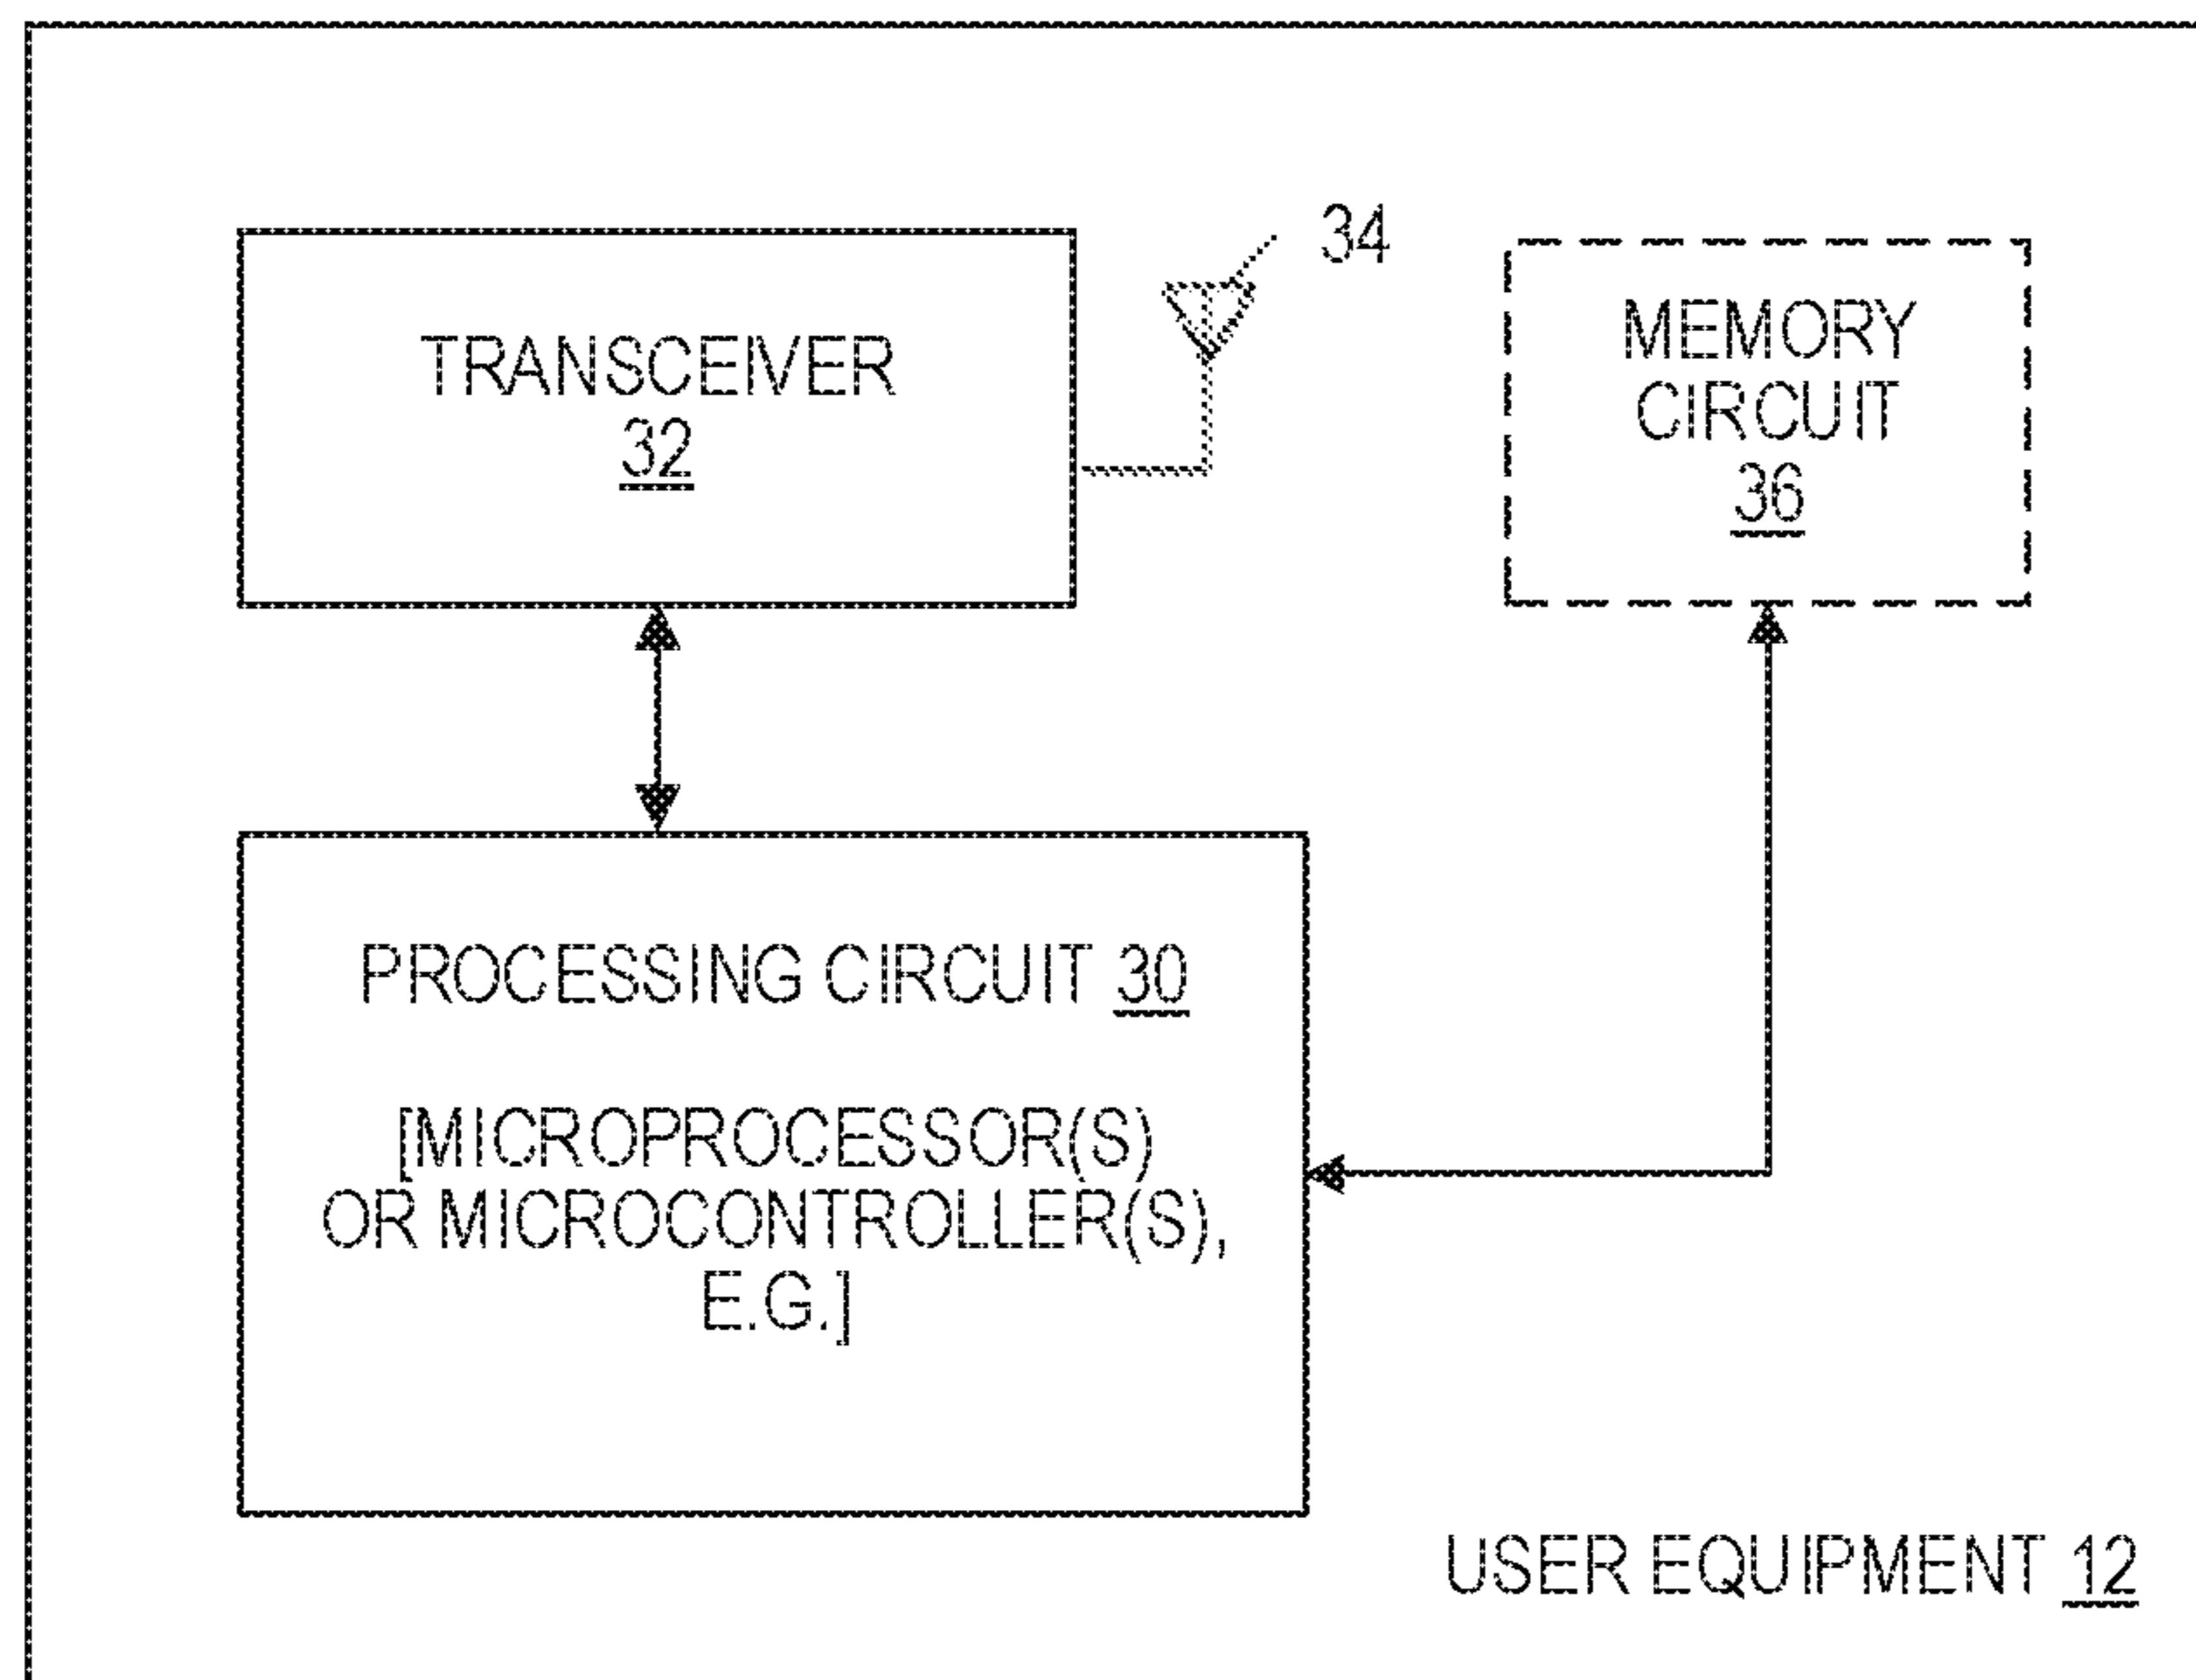 TRANSCEIVER
32
34
MEMORY
CIRCUIT
36
PROCESSING CIRCUIT 30
[MICROPROCESSOR(S)
OR MICROCONTROLLER(S),
E.G.]
USER EQUIPMENT 12